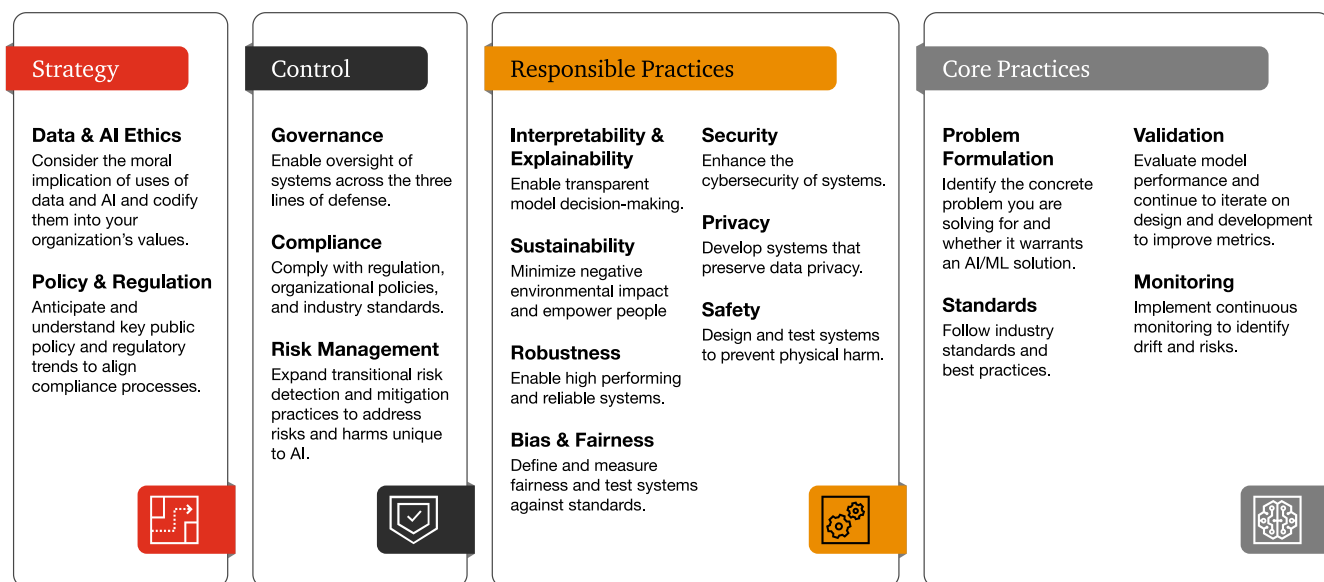 Strategy
Data & AI Ethics
Consider the moral
implication of uses of
data and AI and codify
them into your
organization's values.
Policy & Regulation
Anticipate and
understand key public
policy and regulatory
trends to align
compliance processes.
Control
Governance
Enable oversight of
systems across the three
lines of defense.
Compliance
Comply with regulation,
organizational policies,
and industry standards.
Risk Management
Expand transitional risk
detection and mitigation
practices to address
risks and harms unique
to AI.
Responsible Practices
Interpretability &
Explainability
Enable transparent
model decision-making.
Sustainability
Minimize negative
environmental impact
and empower people
Robustness
Enable high performing
and reliable systems.
Bias & Fairness
Define and measure
fairness and test systems
against standards.
Security
Enhance the
cybersecurity of systems.
Privacy
Develop systems that
preserve data privacy.
Safety
Design and test systems
to prevent physical harm.
Core Practices
Problem
Formulation
Identify the concrete
problem you are
solving for and
whether it warrants
an AI/ML solution.
Standards
Follow industry
standards and
best practices.
Validation
Evaluate model
performance and
continue to iterate on
design and development
to improve metrics.
Monitoring
Implement continuous
monitoring to identify
drift and risks.